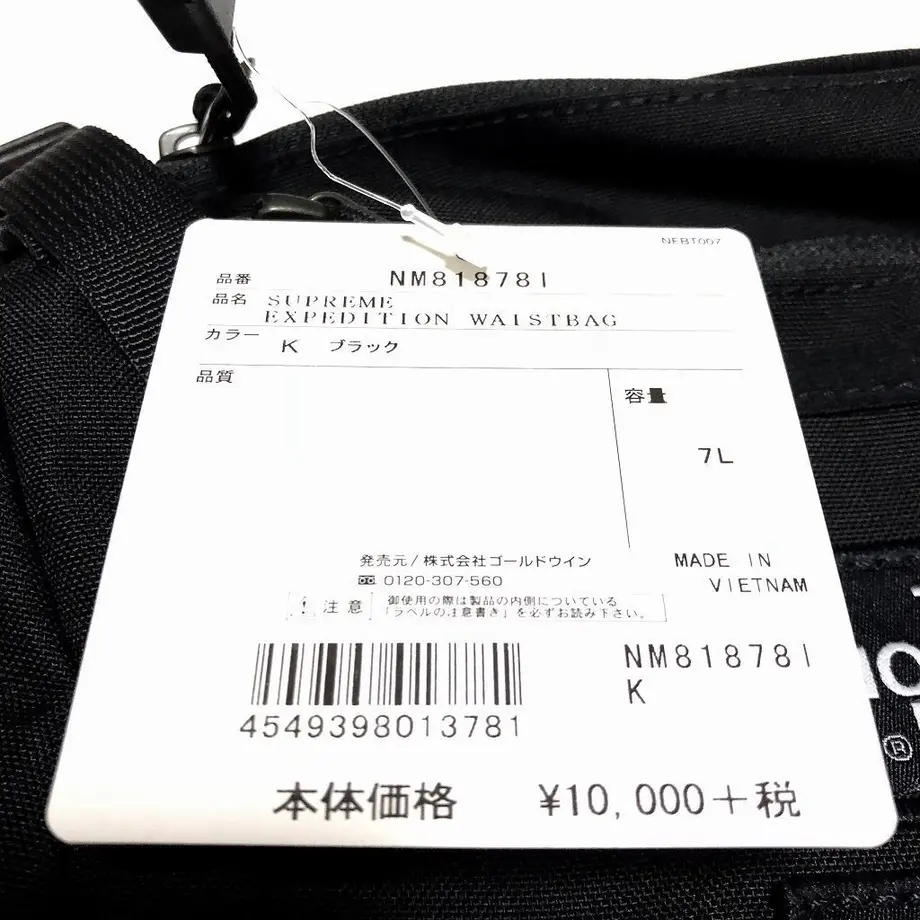 NFBT007
品番 NM81878I
品名 SUPREME
EXPEDITION WAISTBAG
カラー K ブラック
品質
容量
7L
発売元/株式会社ゴールドウイン
0120-307-560
MADE IN
VIETNAM
! 注意 御使用の際は製品の内側についている
「ラベルの注意書き」を必ずお読み下さい。
NM81878I
K
4549398013781
本体価格 ¥10,000+税
®